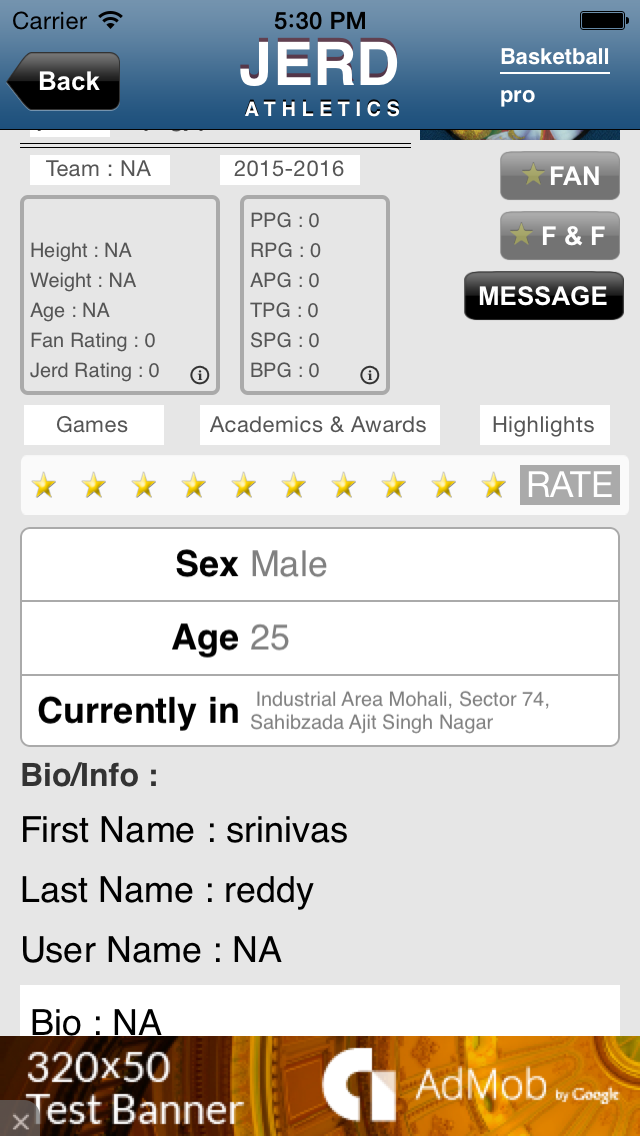 Carrier 5:30 PM
Back
JERD
ATHLETICS
Basketball
pro
Team : NA
2015-2016
FAN
F & F
MESSAGE
Height : NA
Weight : NA
Age : NA
Fan Rating : 0
Jerd Rating : 0
PPG : 0
RPG : 0
APG : 0
TPG : 0
SPG : 0
BPG : 0
Games
Academics & Awards
Highlights
RATE
Sex Male
Age 25
Currently in Industrial Area Mohali, Sector 74,
Sahibzada Ajit Singh Nagar
Bio/Info :
First Name : srinivas
Last Name : reddy
User Name : NA
Bio : NA
320x50
Test Banner
AdMob by Google